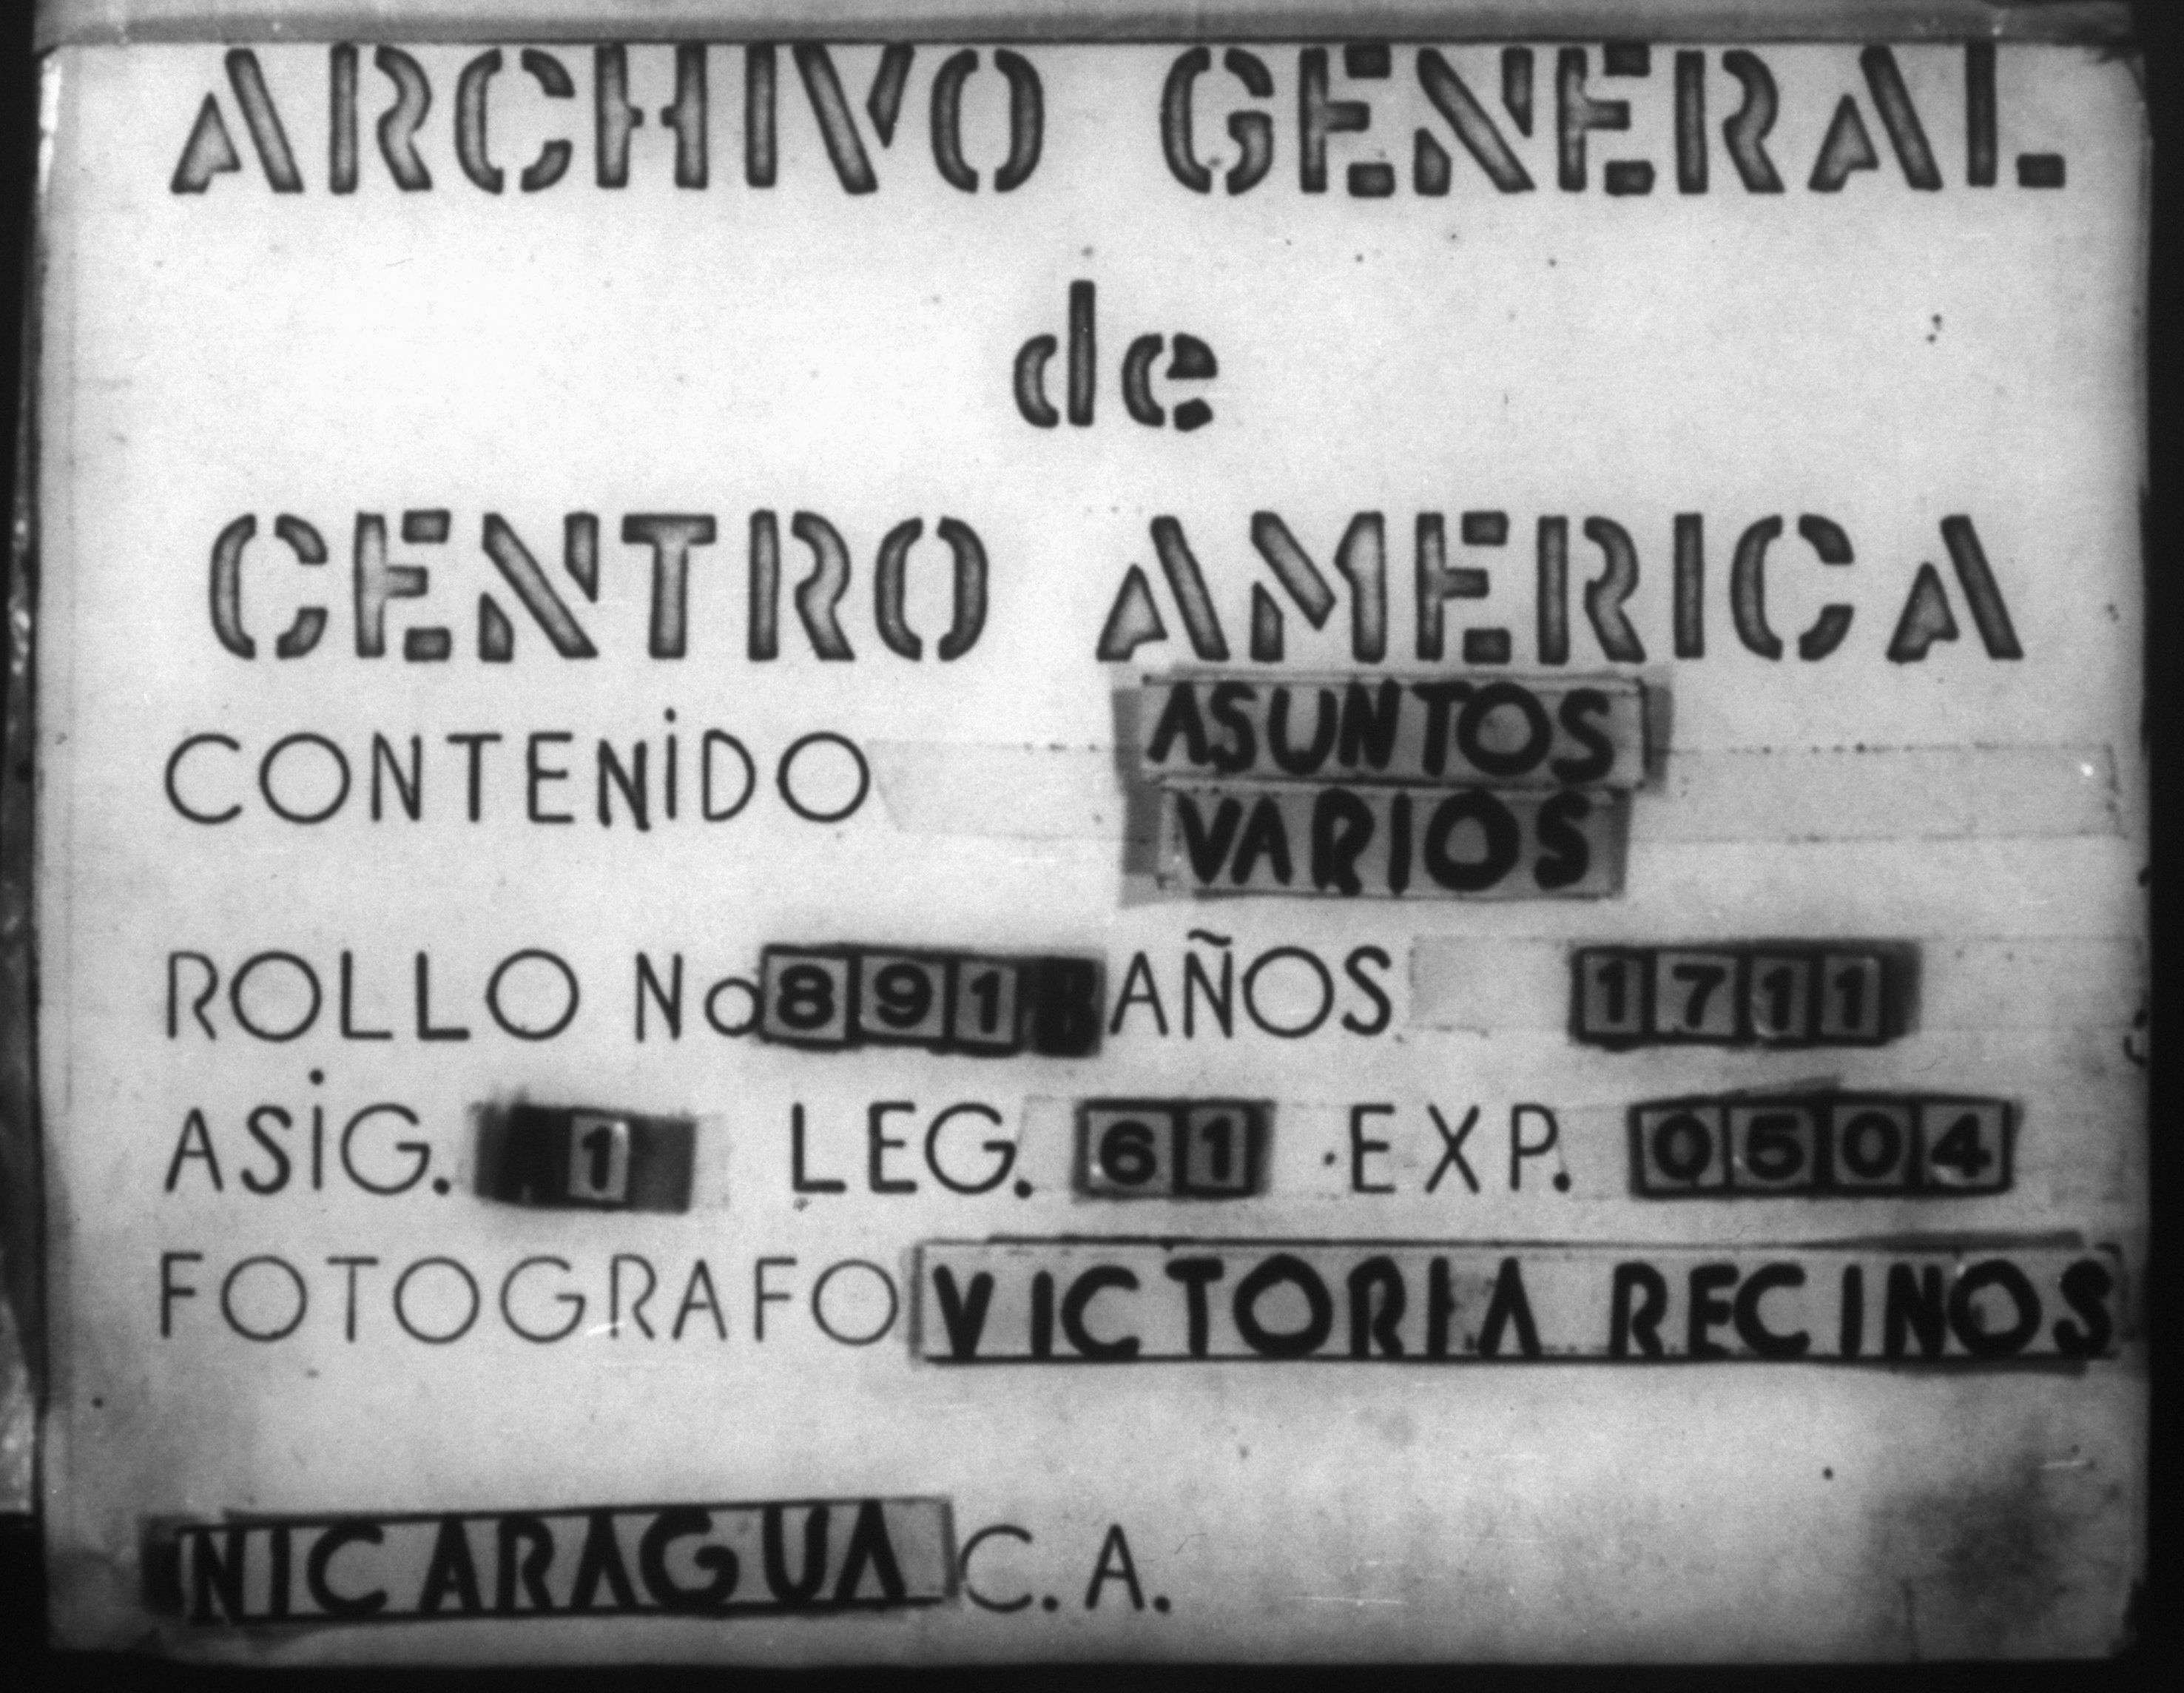 ARCHIVO GENERAL
de
CENTRO AMERICA
CONTENIDO ASUNTOS
VARIOS
ROLLO No 891 AÑOS 1711
ASIG. 1 LEG. 61 EXP. 0504
FOTOGRAFO VICTORIA RECINOS
NICARAGUA C. A.